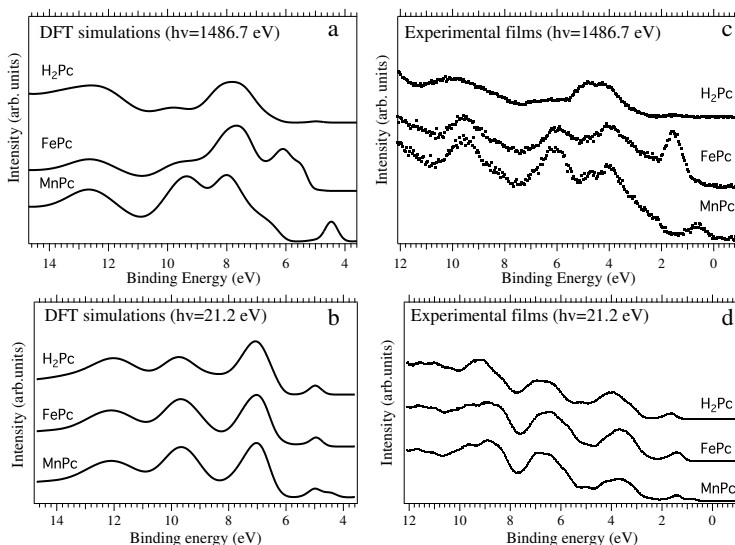 DFT simulations (hν=1486.7 eV) a
H2Pc
FePc
MnPc
Intensity (arb. units)
14 12 10 8 6 4
Binding Energy (eV)
Experimental films (hν=1486.7 eV) c
H2Pc
FePc
MnPc
Intensity (arb. units)
12 10 8 6 4 2 0
Binding Energy (eV)
DFT simulations (hν=21.2 eV) b
H2Pc
FePc
MnPc
Intensity (arb.units)
14 12 10 8 6 4
Binding energy (eV)
Experimental films (hν=21.2 eV) d
H2Pc
FePc
MnPc
Intensity (arb.units)
12 10 8 6 4 2 0
Binding energy (eV)